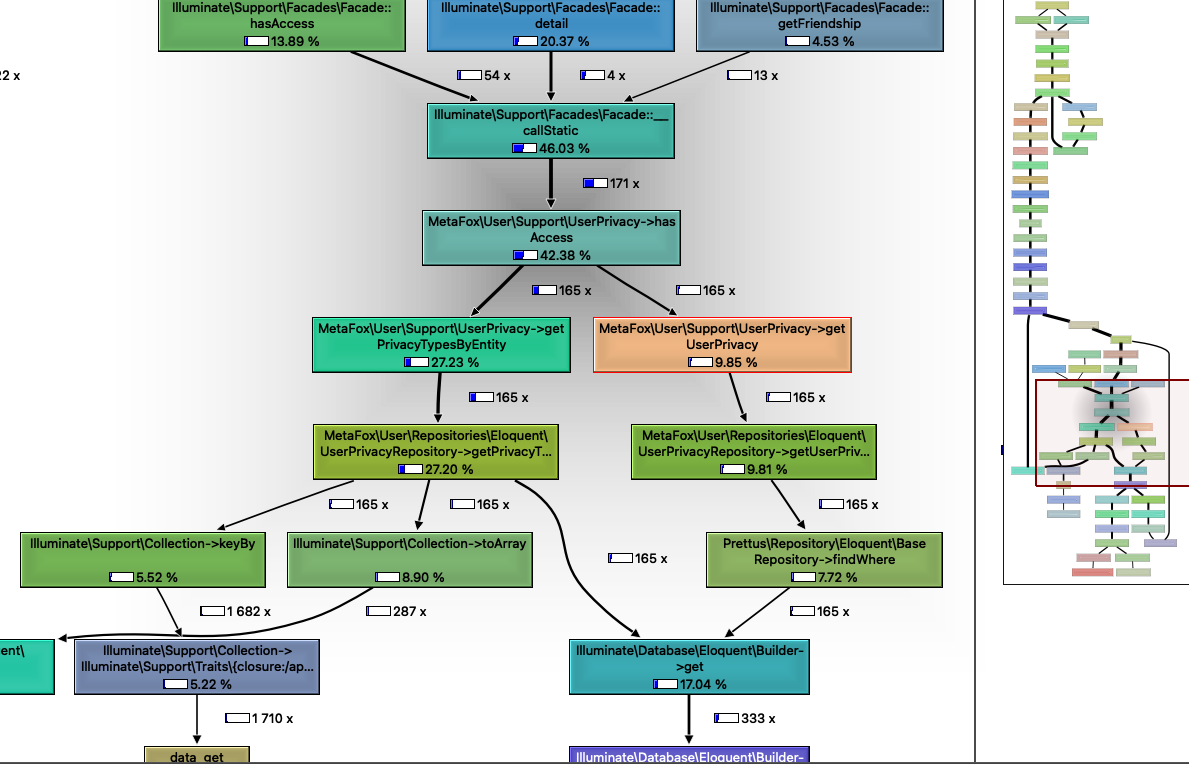 Illuminate\Support\Facades\Facade::
hasAccess
13.89 %
Illuminate\Support\Facades\Facade::
detail
20.37 %
Illuminate\Support\Facades\Facade::
getFriendship
4.53 %
2 x
54 x
4 x
13 x
Illuminate\Support\Facades\Facade::__
callStatic
46.03 %
171 x
MetaFox\User\Support\UserPrivacy->has
Access
42.38 %
165 x
165 x
MetaFox\User\Support\UserPrivacy->get
PrivacyTypesByEntity
27.23 %
MetaFox\User\Support\UserPrivacy->get
UserPrivacy
9.85 %
165 x
165 x
MetaFox\User\Repositories\Eloquent\
UserPrivacyRepository->getPrivacyT...
27.20 %
MetaFox\User\Repositories\Eloquent\
UserPrivacyRepository->getUserPriv...
9.81 %
165 x
165 x
165 x
Illuminate\Support\Collection->keyBy
5.52 %
Illuminate\Support\Collection->toArray
8.90 %
165 x
Prettus\Repository\Eloquent\Base
Repository->findWhere
7.72 %
1 682 x
287 x
165 x
ent\
Illuminate\Support\Collection->
Illuminate\Support\Traits\{closure:/ap...
5.22 %
Illuminate\Database\Eloquent\Builder-
>get
17.04 %
1 710 x
333 x
data_get
Illuminate\Database\Eloquent\Builder-